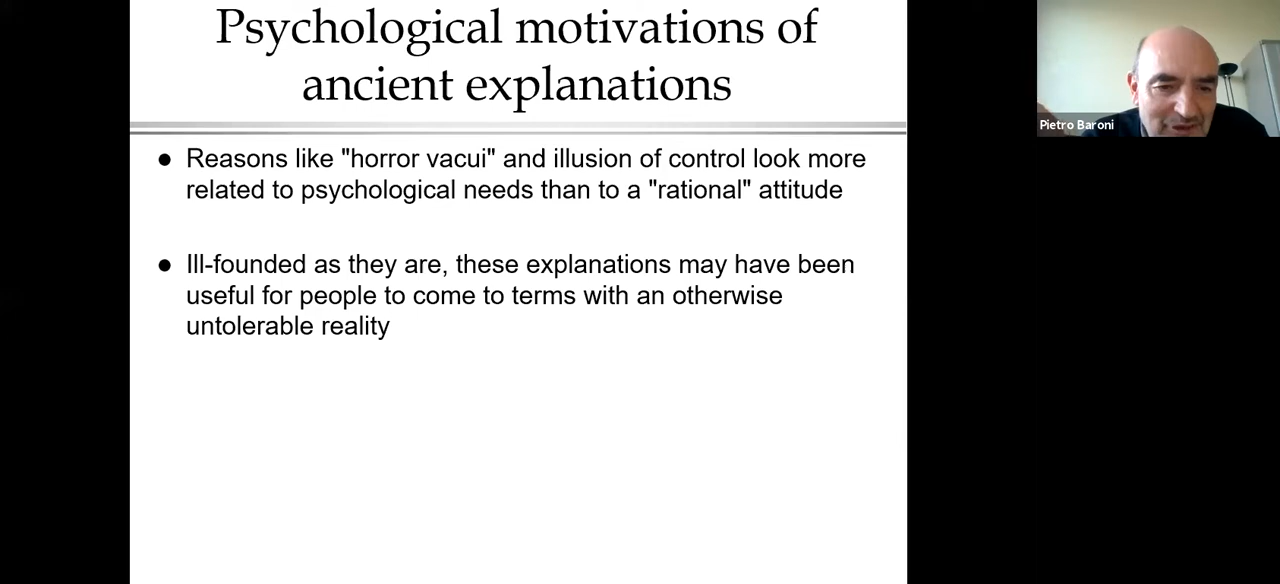 Psychological motivations of
ancient explanations
● Reasons like "horror vacui" and illusion of control look more
related to psychological needs than to a "rational" attitude
● Ill-founded as they are, these explanations may have been
useful for people to come to terms with an otherwise
untolerable reality
Pietro Baroni